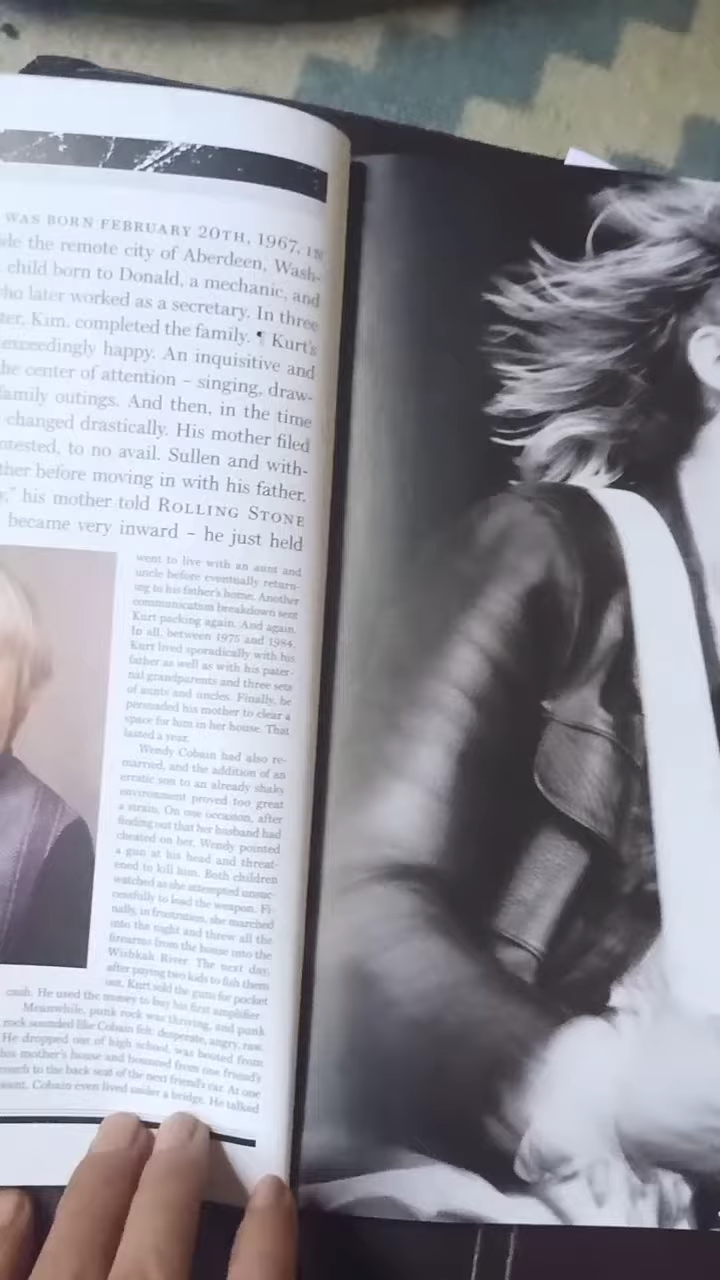 WAS BORN FEBRUARY 20TH, 1967, IN
the remote city of Aberdeen, Wash-
child born to Donald, a mechanic, and
who later worked as a secretary. In three
Kim, completed the family. ¶ Kurt's
exceedingly happy. An inquisitive and
the center of attention – singing, draw-
family outings. And then, in the time
changed drastically. His mother filed
to no avail. Sullen and with-
before moving in with his father.
his mother told ROLLING STONE
became very inward – he just held
went to live with an aunt and
uncle before eventually return-
ing to his father's home. Another
communication breakdown sent
Kurt packing again. And again.
In all, between 1975 and 1984,
Kurt lived sporadically with his
father as well as with his pater-
nal grandparents and three sets
of aunts and uncles. Finally, he
persuaded his mother to clear a
space for him in her house. That
lasted a year.
Wendy Cobain had also re-
married, and the addition of an
erratic son to an already shaky
environment proved too great
a strain. On one occasion, after
finding out that her husband had
cheated on her, Wendy pointed
a gun at his head and threat-
ened to kill him. Both children
watched as she attempted unsuc-
cessfully to load the weapon. Fi-
nally, in frustration, she marched
into the night and threw all the
firearms from the house into the
Wishkah River. The next day,
after paying two kids to fish them
out, Kurt sold the guns for pocket
cash. He used the money to buy his first amplifier.
Meanwhile, punk rock was thriving, and punk
rock sounded like Cobain felt: desperate, angry, raw.
He dropped out of high school, was booted from
his mother's house and bounced from one friend's
couch to the back seat of the next friend's car. At one
point, Cobain even lived under a bridge. He talked